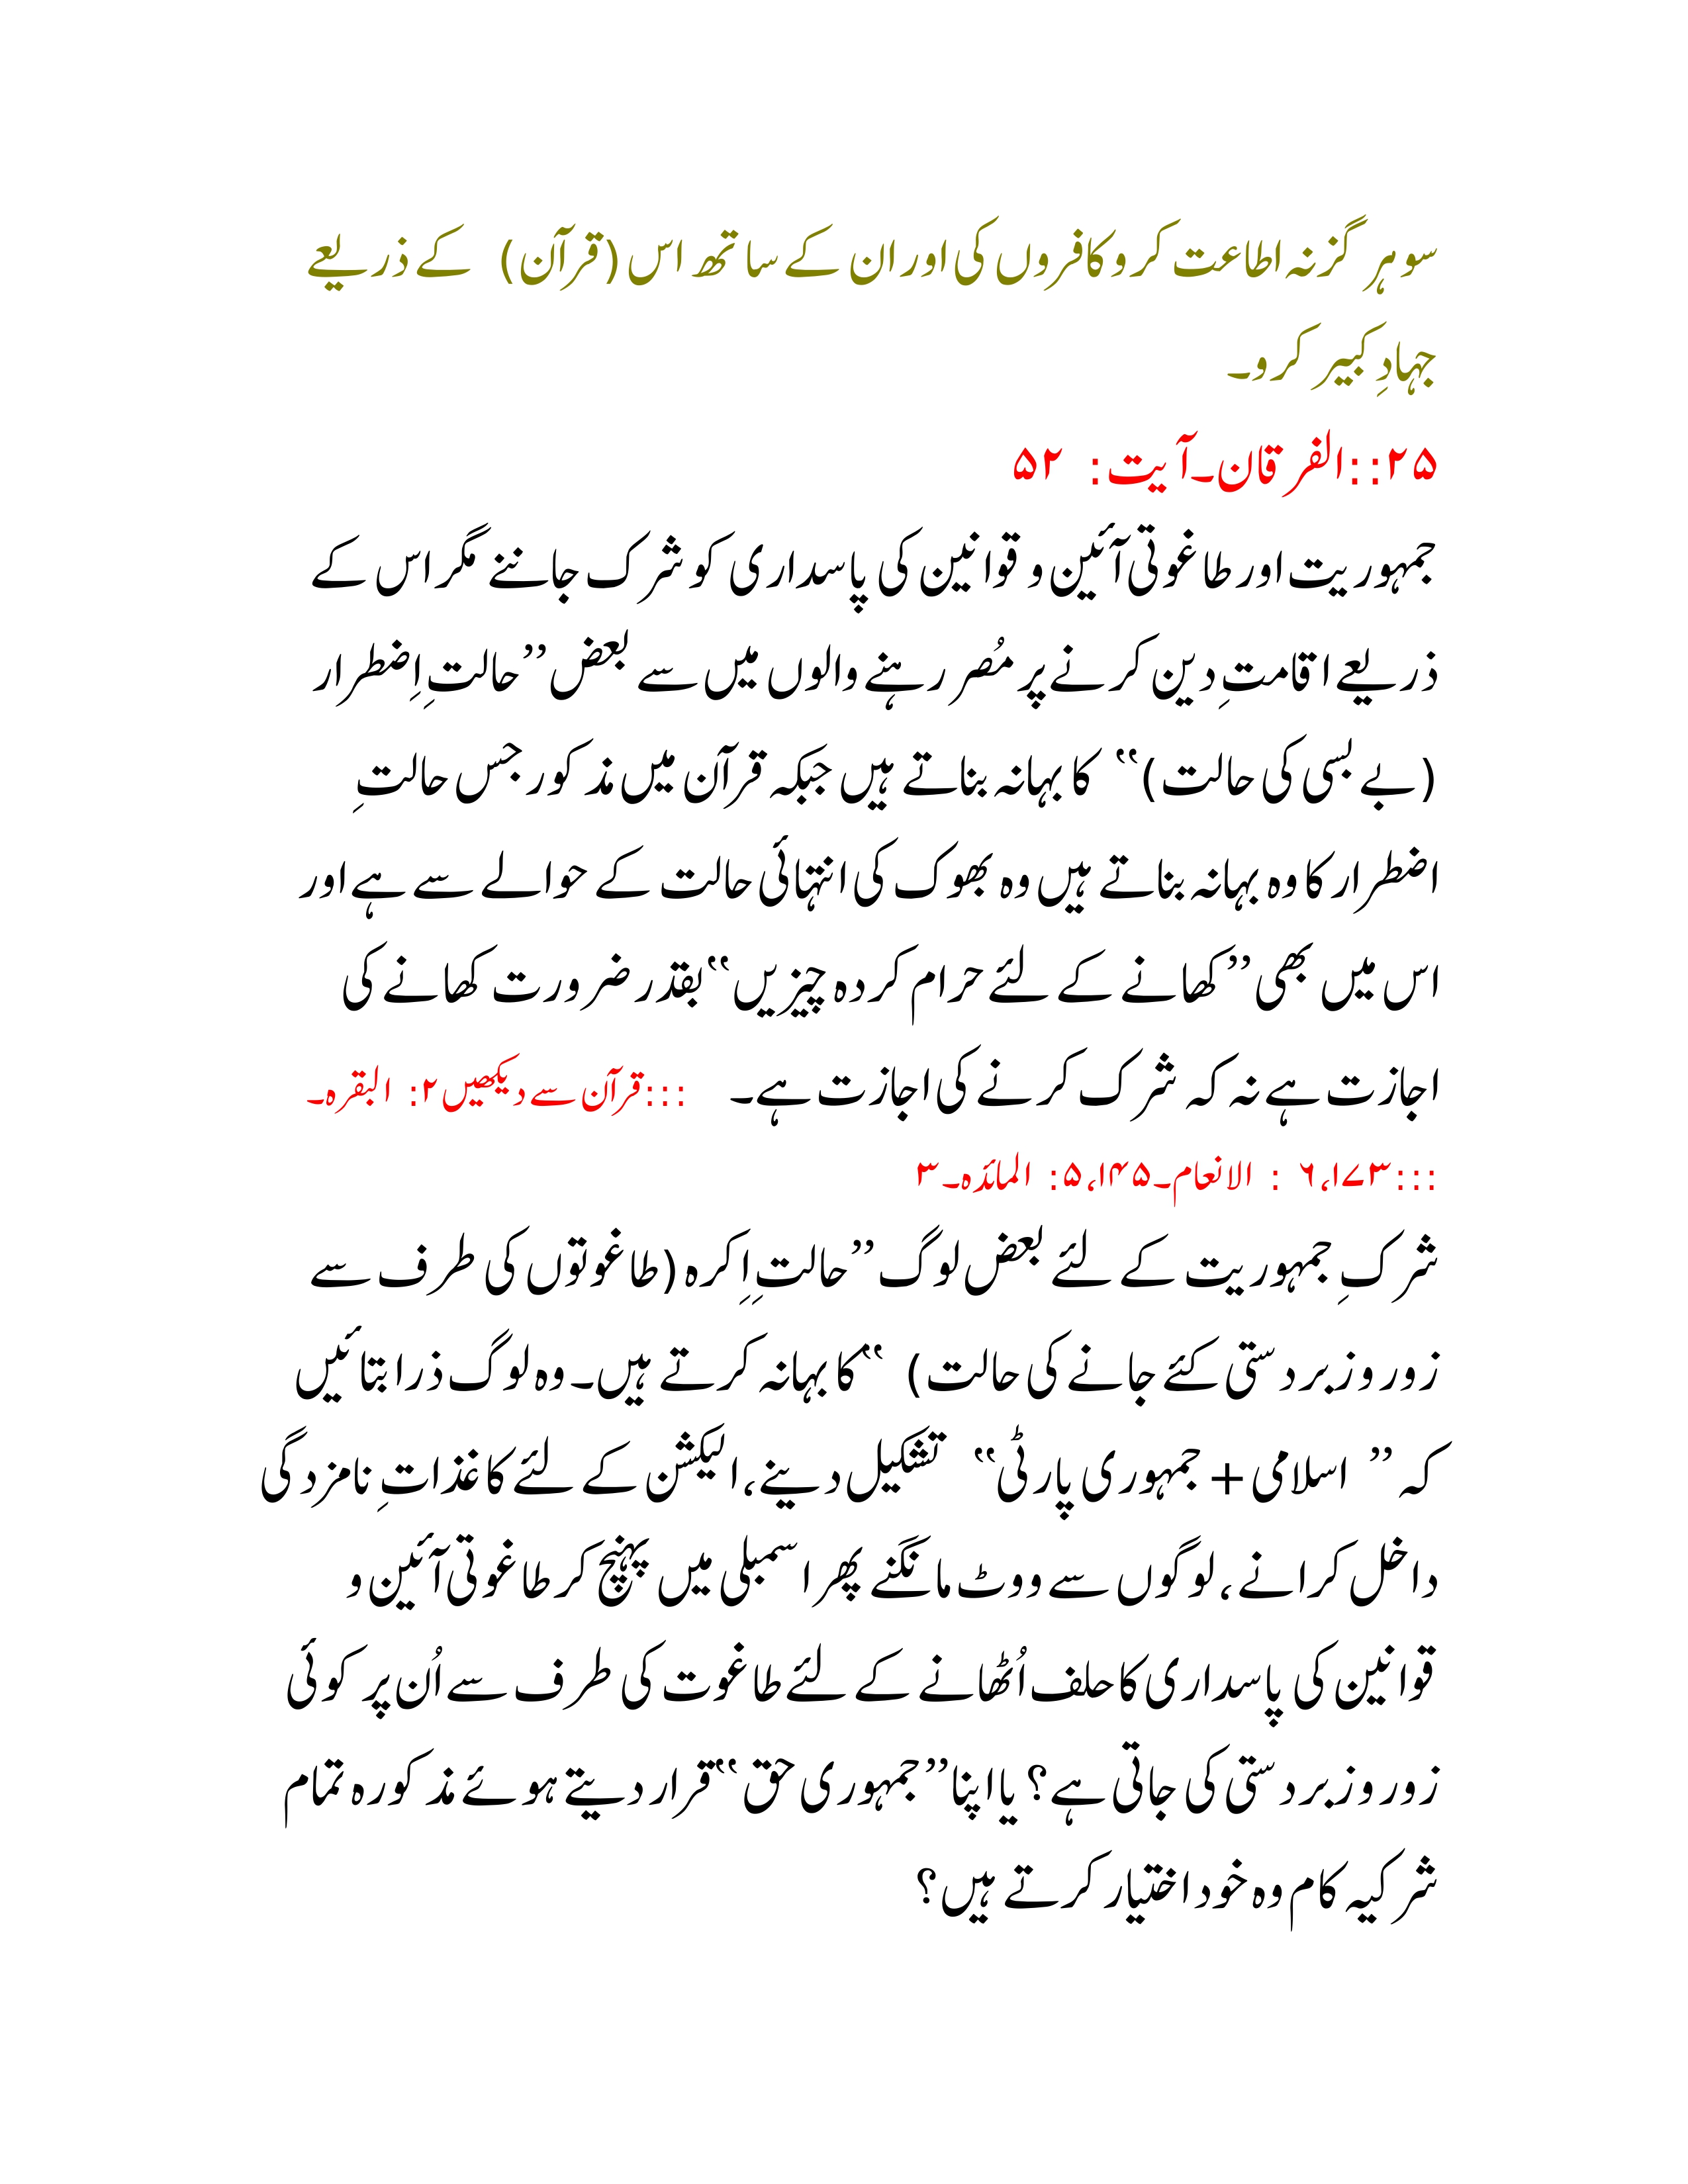 سو ہر گز نہ اطاعت کرو کافروں کی اور ان کے ساتھ اس (قرآن) کے ذریعے
جہادِ کبیر کرو۔
۲۵::الفرقان۔آیت: ۵۲
جمہوریت اور طاغوتی آئین و قوانین کی پاسداری کو شرک جاننے مگر اس کے
ذریعے اقامتِ دین کرنے پر مُصر رہنے والوں میں سے بعض ’’حالتِ اِضطرار
(بے بسی کی حالت)‘‘ کا بہانہ بناتے ہیں جبکہ قرآن میں مذکور جس حالتِ
اضطرار کا وہ بہانہ بناتے ہیں وہ بھوک کی انتہائی حالت کے حوالے سے ہے اور
اس میں بھی ’’کھانے کے لئے حرام کردہ چیزیں‘‘ بقدر ضرورت کھانے کی
اجازت ہے نہ کہ شرک کرنے کی اجازت ہے۔ :::قرآن سے دیکھیں ۲: البقرہ۔
:::۱۷۳،۶ : الانعام۔۱۴۵،۵: المائدہ۔۳
شرکِ جمہوریت کے لئے بعض لوگ ’’حالتِ اِکرہ (طاغوتوں کی طرف سے
زور و زبردستی کئے جانے کی حالت) ‘‘کا بہانہ کرتے ہیں۔وہ لوگ ذرا بتائیں
کہ ’’ اسلامی + جمہوری پارٹی‘‘ تشکیل دینے،الیکشن کے لئے کاغذاتِ نامزدگی
داخل کرانے،لوگوں سے ووٹ مانگنے پھر اسمبلی میں پہنچ کر طاغوتی آئین و
قوانین کی پاسداری کا حلف اُٹھانے کے لئے طاغوت کی طرف سے اُن پر کوئی
زور و زبردستی کی جاتی ہے؟ یا اپنا ’’جمہوری حق‘‘ قرار دیتے ہوئے مذکورہ تمام
شرکیہ کام وہ خود اختیار کرتے ہیں؟